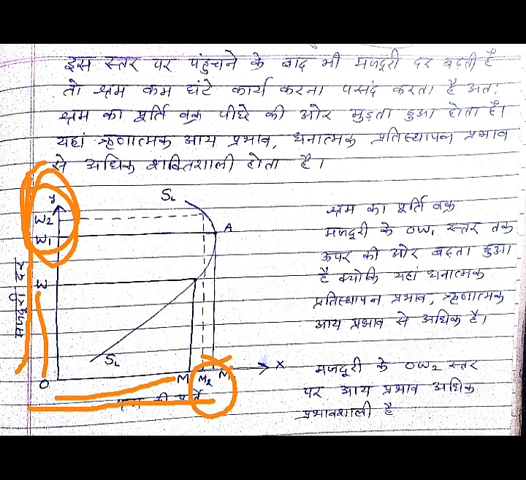 इस स्तर पर पहुंचने के बाद भी मजदूरी दर बढ़ती है
तो श्रम कम घंटे कार्य करना पसंद करता है अतः
श्रम का पूर्ति वक्र पीछे की ओर मुड़ता हुआ होता है।
यहां ऋणात्मक आय प्रभाव, धनात्मक प्रतिस्थापन प्रभाव
से अधिक शक्तिशाली होता है।
y
W₂
W₁
W
O
मजदूरी दर
SL
A
SL
M
M₂
M₁
X
श्रम का पूर्ति वक्र
मजदूरी के OW₁ स्तर तक
ऊपर की ओर बढ़ता हुआ
है क्योंकि यहां धनात्मक
प्रतिस्थापन प्रभाव, ऋणात्मक
आय प्रभाव से अधिक है।
मजदूरी के OW₂ स्तर
पर आय प्रभाव अधिक
प्रभावशाली है